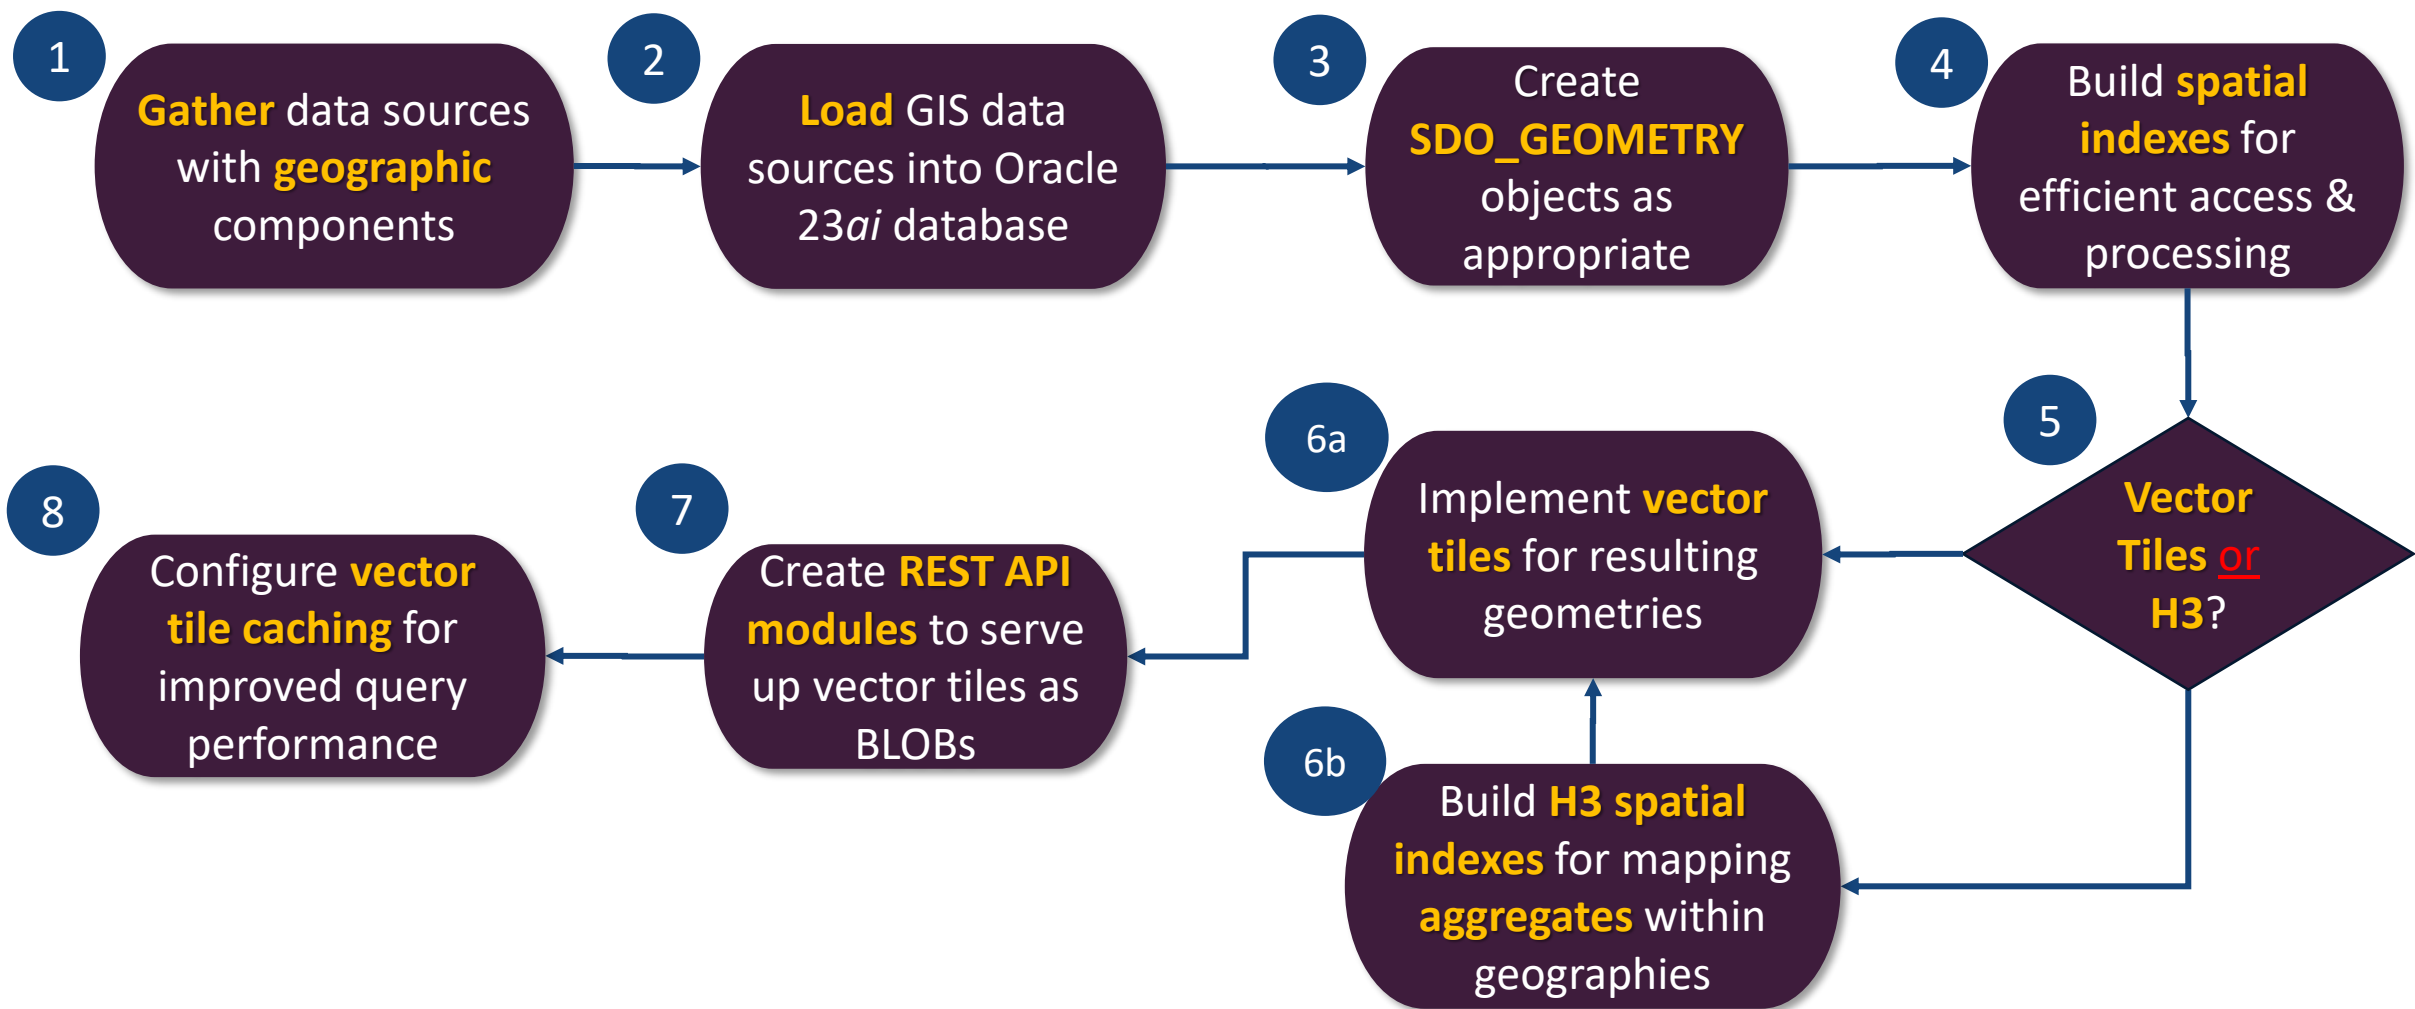 1
Gather data sources
with geographic
components
2
Load GIS data
sources into Oracle
23ai database
3
Create
SDO_GEOMETRY
objects as
appropriate
4
Build spatial
indexes for
efficient access &
processing
5
Vector
Tiles or
H3?
6a
Implement vector
tiles for resulting
geometries
6b
Build H3 spatial
indexes for mapping
aggregates within
geographies
7
Create REST API
modules to serve
up vector tiles as
BLOBs
8
Configure vector
tile caching for
improved query
performance